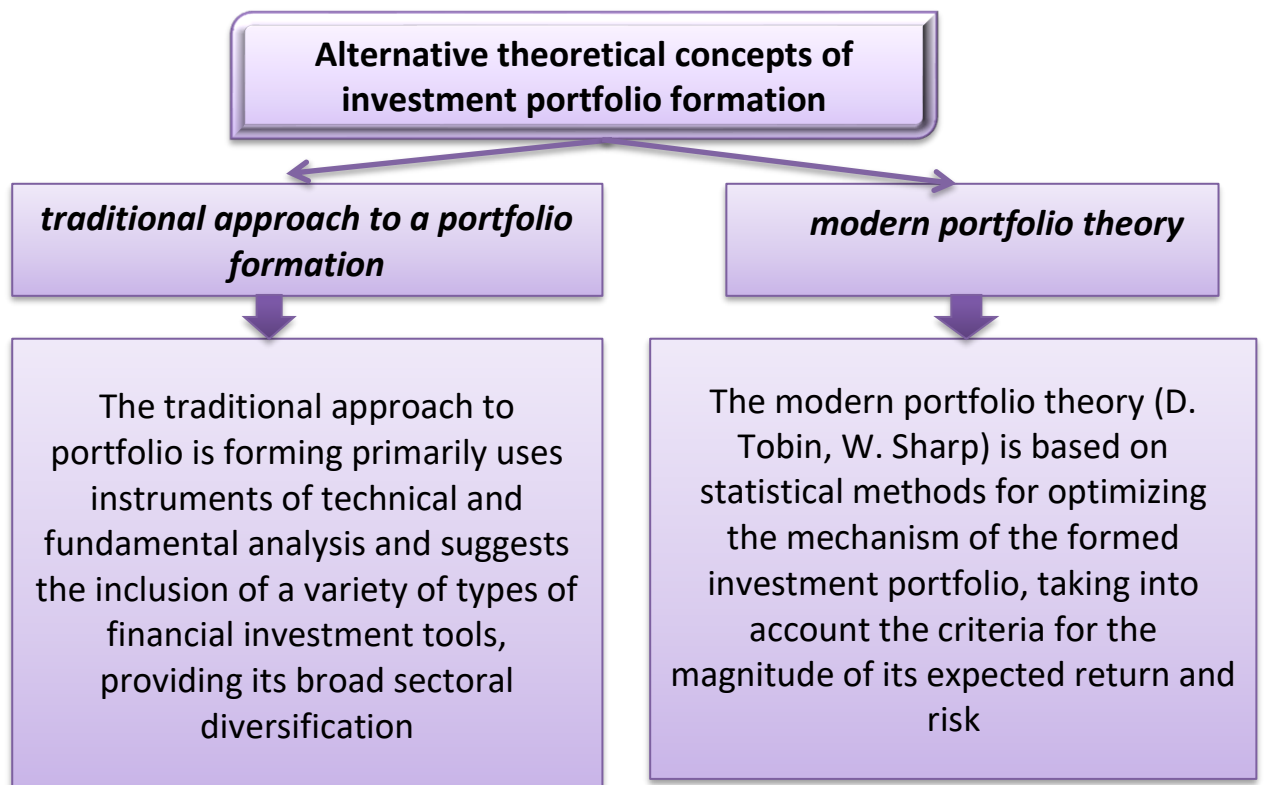 Alternative theoretical concepts of
investment portfolio formation
traditional approach to a portfolio
formation
modern portfolio theory
The traditional approach to
portfolio is forming primarily uses
instruments of technical and
fundamental analysis and suggests
the inclusion of a variety of types of
financial investment tools,
providing its broad sectoral
diversification
The modern portfolio theory (D.
Tobin, W. Sharp) is based on
statistical methods for optimizing
the mechanism of the formed
investment portfolio, taking into
account the criteria for the
magnitude of its expected return and
risk